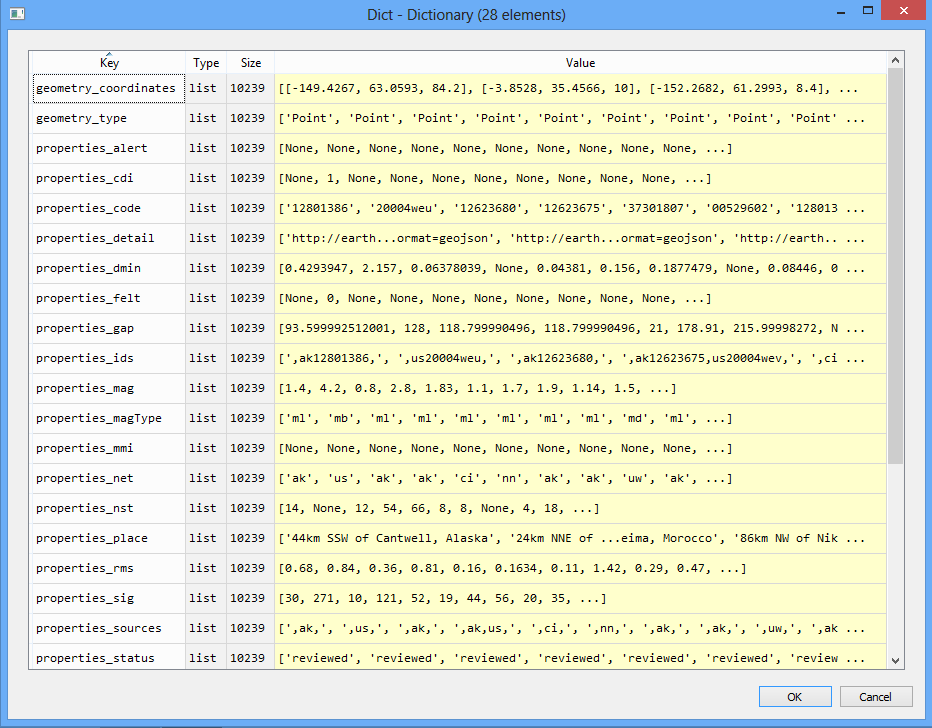 Dict - Dictionary (28 elements)
Key Type Size Value
geometry_coordinates list 10239 [[-149.4267, 63.0593, 84.2], [-3.8528, 35.4566, 10], [-152.2682, 61.2993, 8.4], ...
geometry_type list 10239 ['Point', 'Point', 'Point', 'Point', 'Point', 'Point', 'Point', 'Point', 'Point' ...
properties_alert list 10239 [None, None, None, None, None, None, None, None, None, None, ...]
properties_cdi list 10239 [None, 1, None, None, None, None, None, None, None, None, ...]
properties_code list 10239 ['12801386', '20004weu', '12623680', '12623675', '37301807', '00529602', '128013 ...
properties_detail list 10239 ['http://earth...ormat=geojson', 'http://earth...ormat=geojson', 'http://earth.. ...
properties_dmin list 10239 [0.4293947, 2.157, 0.06378039, None, 0.04381, 0.156, 0.1877479, None, 0.08446, 0 ...
properties_felt list 10239 [None, 0, None, None, None, None, None, None, None, None, ...]
properties_gap list 10239 [93.599992512001, 128, 118.799990496, 118.799990496, 21, 178.91, 215.99998272, N ...
properties_ids list 10239 [',ak12801386,', ',us20004weu,', ',ak12623680,', ',ak12623675,us20004wev,', ',ci ...
properties_mag list 10239 [1.4, 4.2, 0.8, 2.8, 1.83, 1.1, 1.7, 1.9, 1.14, 1.5, ...]
properties_magType list 10239 ['ml', 'mb', 'ml', 'ml', 'ml', 'ml', 'ml', 'ml', 'md', 'ml', ...]
properties_mmi list 10239 [None, None, None, None, None, None, None, None, None, None, ...]
properties_net list 10239 ['ak', 'us', 'ak', 'ak', 'ci', 'nn', 'ak', 'ak', 'uw', 'ak', ...]
properties_nst list 10239 [14, None, 12, 54, 66, 8, 8, None, 4, 18, ...]
properties_place list 10239 ['44km SSW of Cantwell, Alaska', '24km NNE of ...eima, Morocco', '86km NW of Nik ...
properties_rms list 10239 [0.68, 0.84, 0.36, 0.81, 0.16, 0.1634, 0.11, 1.42, 0.29, 0.47, ...]
properties_sig list 10239 [30, 271, 10, 121, 52, 19, 44, 56, 20, 35, ...]
properties_sources list 10239 [',ak,', ',us,', ',ak,', ',ak,us,', ',ci,', ',nn,', ',ak,', ',ak,', ',uw,', ',ak ...
properties_status list 10239 ['reviewed', 'reviewed', 'reviewed', 'reviewed', 'reviewed', 'reviewed', 'review ...
OK Cancel